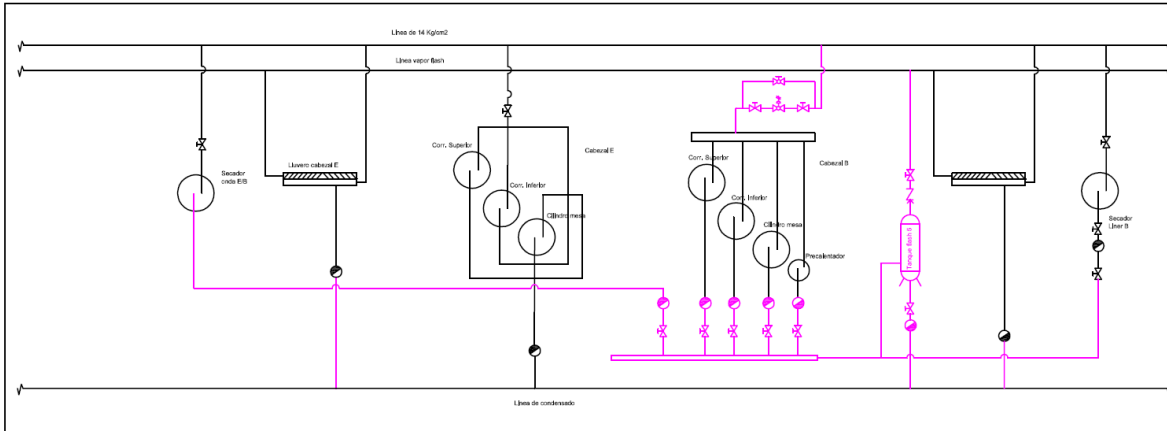 Línea de 14 Kg/cm2
Línea vapor flash
Secador
onda E/B
Lluvero cabezal E
Corr. Superior
Corr. Inferior
Cilindro mesa
Cabezal E
Corr. Superior
Corr. Inferior
Cilindro mesa
Precalentador
Cabezal B
Tanque flash 6
Secador
Liner B
Línea de condensado